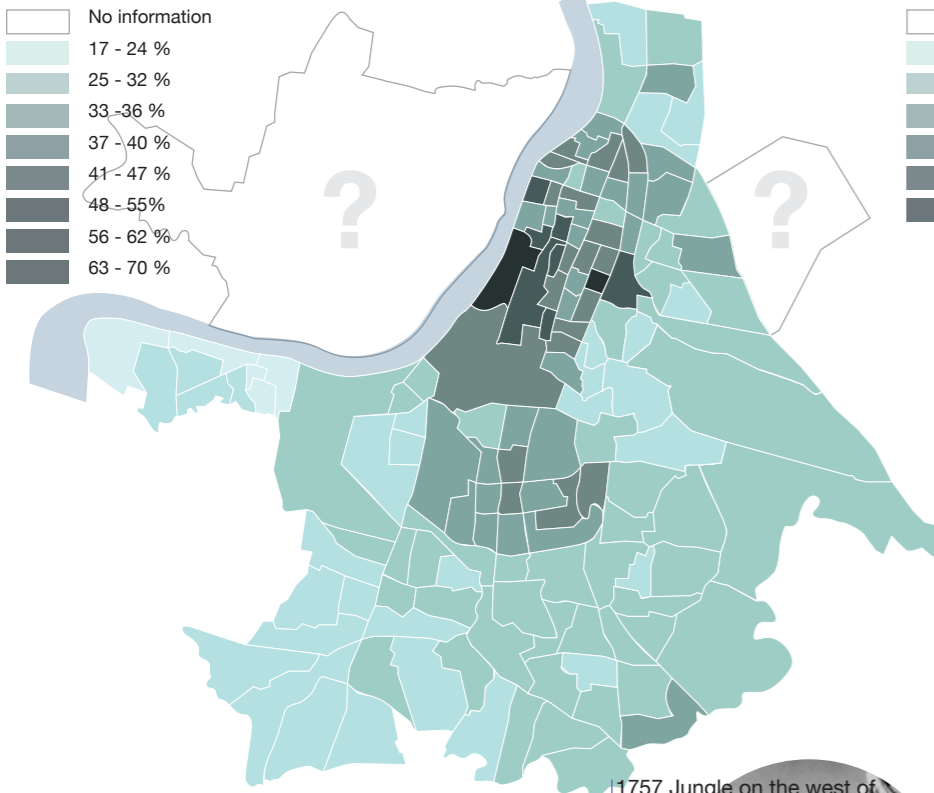 No information
17 - 24 %
25 - 32 %
33 -36 %
37 - 40 %
41 - 47 %
48 - 55%
56 - 62 %
63 - 70 %
?
?
1757 Jungle on the west of